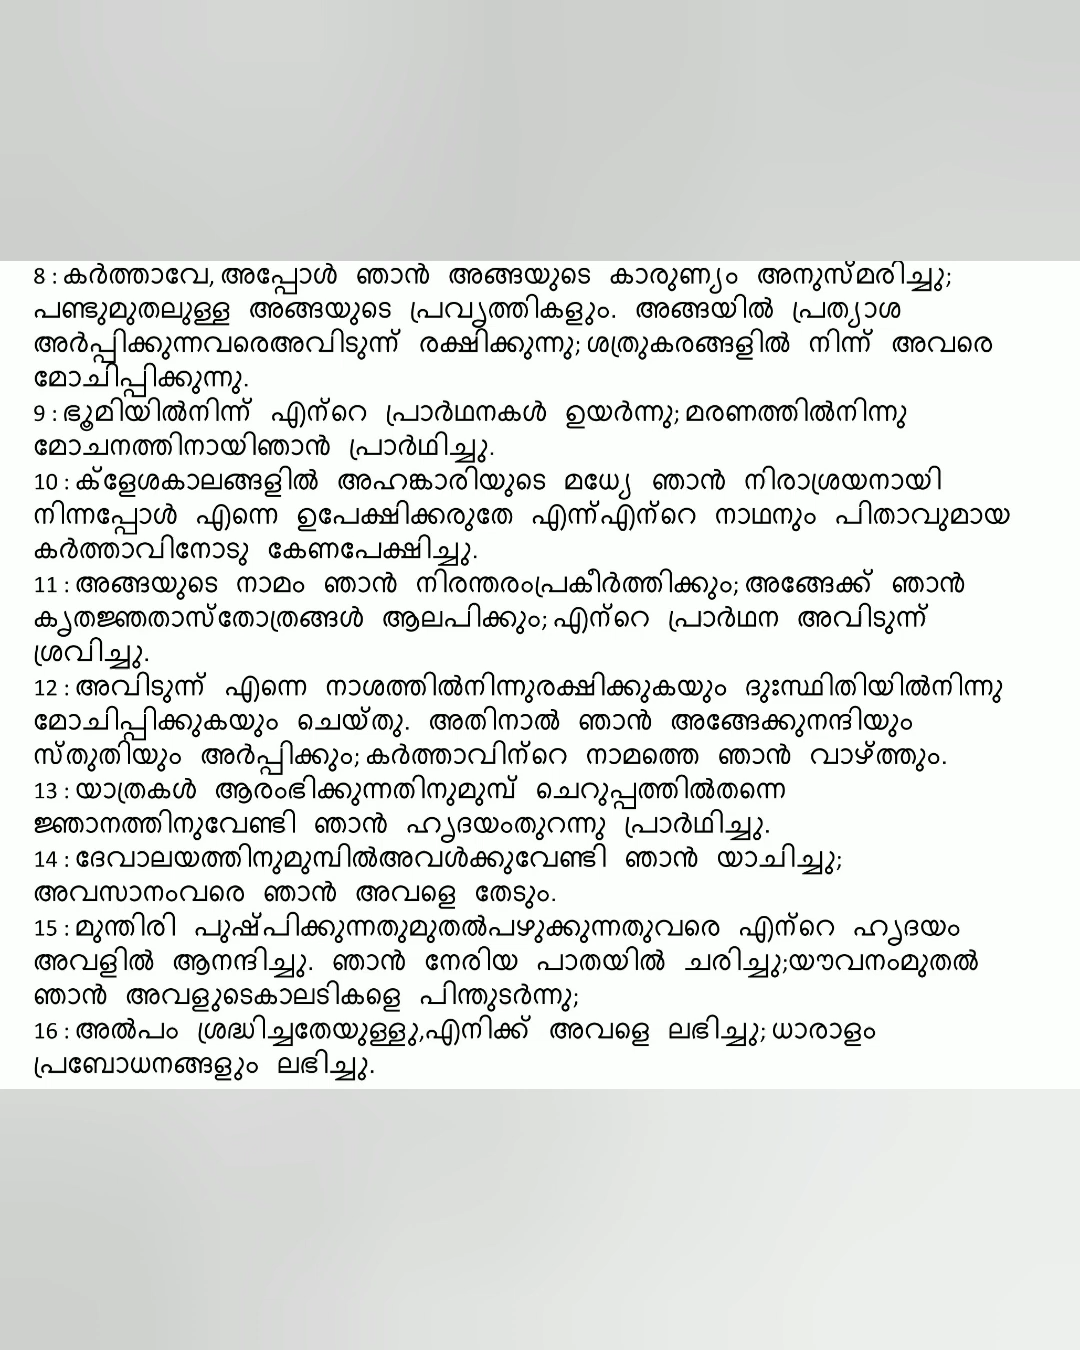 8 : കർത്താവേ, അപ്പോൾ ഞാൻ അങ്ങയുടെ കാരുണ്യം അനുസ്മരിച്ചു;
പണ്ടുമുതലുള്ള അങ്ങയുടെ പ്രവൃത്തികളും. അങ്ങയിൽ പ്രത്യാശ
അർപ്പിക്കുന്നവരെഅവിടുന്ന് രക്ഷിക്കുന്നു; ശത്രുകരങ്ങളിൽ നിന്ന് അവരെ
മോചിപ്പിക്കുന്നു.
9 : ഭൂമിയിൽനിന്ന് എന്റെ പ്രാർഥനകൾ ഉയർന്നു; മരണത്തിൽനിന്നു
മോചനത്തിനായിഞാൻ പ്രാർഥിച്ചു.
10 : ക്ളേശകാലങ്ങളിൽ അഹങ്കാരിയുടെ മധ്യേ ഞാൻ നിരാശ്രയനായി
നിന്നപ്പോൾ എന്നെ ഉപേക്ഷിക്കരുതേ എന്ന്എന്റെ നാഥനും പിതാവുമായ
കർത്താവിനോടു കേണപേക്ഷിച്ചു.
11 : അങ്ങയുടെ നാമം ഞാൻ നിരന്തരംപ്രകീർത്തിക്കും; അങ്ങേക്ക് ഞാൻ
കൃതജ്ഞതാസ്തോത്രങ്ങൾ ആലപിക്കും; എന്റെ പ്രാർഥന അവിടുന്ന്
ശ്രവിച്ചു.
12 : അവിടുന്ന് എന്നെ നാശത്തിൽനിന്നുരക്ഷിക്കുകയും ദുഃസ്ഥിതിയിൽനിന്നു
മോചിപ്പിക്കുകയും ചെയ്തു. അതിനാൽ ഞാൻ അങ്ങേക്കുനന്ദിയും
സ്തുതിയും അർപ്പിക്കും; കർത്താവിന്റെ നാമത്തെ ഞാൻ വാഴ്ത്തും.
13 : യാത്രകൾ ആരംഭിക്കുന്നതിനുമുമ്പ് ചെറുപ്പത്തിൽതന്നെ
ജ്ഞാനത്തിനുവേണ്ടി ഞാൻ ഹൃദയംതുറന്നു പ്രാർഥിച്ചു.
14 : ദേവാലയത്തിനുമുമ്പിൽഅവൾക്കുവേണ്ടി ഞാൻ യാചിച്ചു;
അവസാനംവരെ ഞാൻ അവളെ തേടും.
15 : മുന്തിരി പുഷ്പിക്കുന്നതുമുതൽപഴുക്കുന്നതുവരെ എന്റെ ഹൃദയം
അവളിൽ ആനന്ദിച്ചു. ഞാൻ നേരിയ പാതയിൽ ചരിച്ചു;യൗവനംമുതൽ
ഞാൻ അവളുടെകാലടികളെ പിന്തുടർന്നു;
16 : അൽപം ശ്രദ്ധിച്ചതേയുള്ളു,എനിക്ക് അവളെ ലഭിച്ചു; ധാരാളം
പ്രബോധനങ്ങളും ലഭിച്ചു.